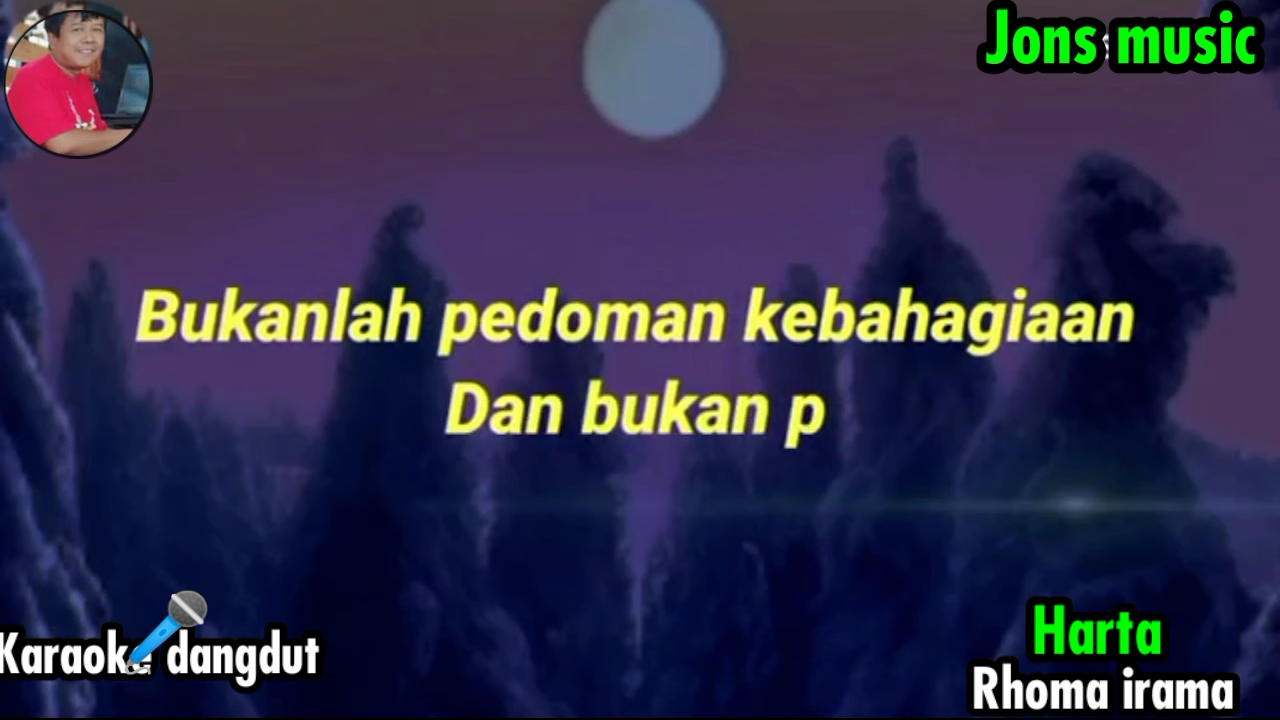 Jons music
Bukanlah pedoman kebahagiaan
Dan bukan p
Karaoke dangdut
Harta
Rhoma irama